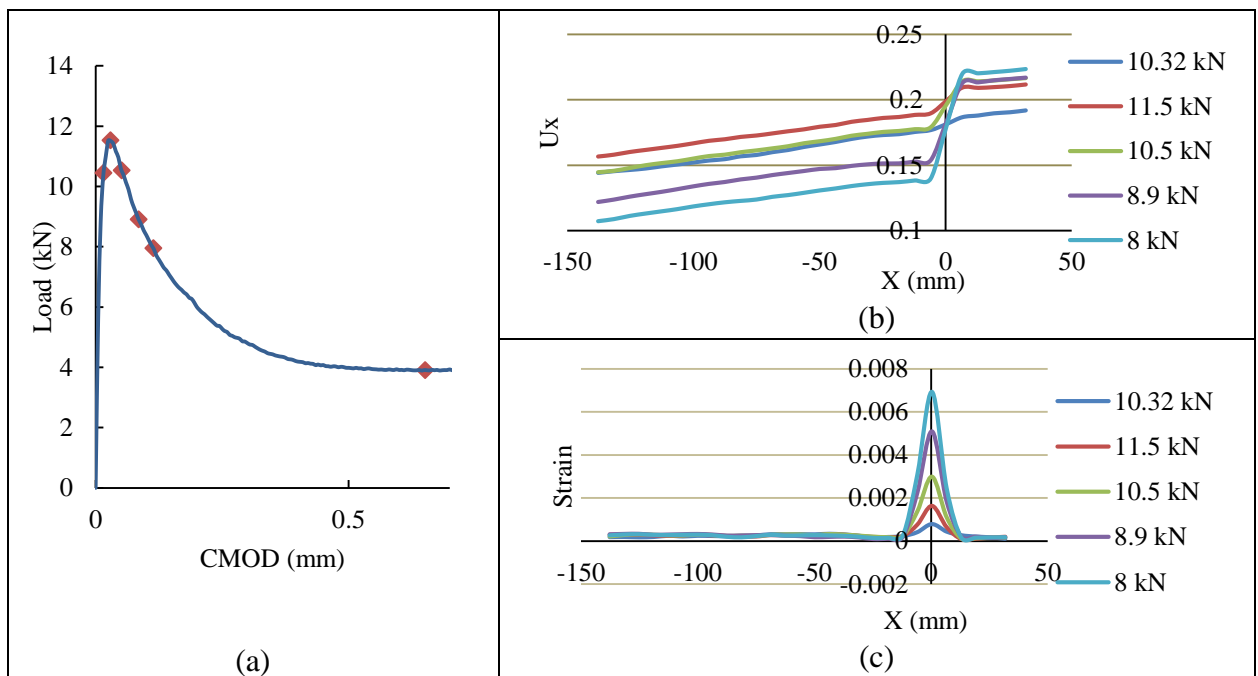 14
12
10
8
6
4
2
0
0 0.5
Load (kN)
CMOD (mm)
(a)
0.25
0.2
0.15
0.1
-150 -100 -50 0 50
Ux
X (mm)
10.32 kN
11.5 kN
10.5 kN
8.9 kN
8 kN
(b)
0.008
0.006
0.004
0.002
0
-0.002
-150 -100 -50 0 50
Strain
X (mm)
10.32 kN
11.5 kN
10.5 kN
8.9 kN
8 kN
(c)